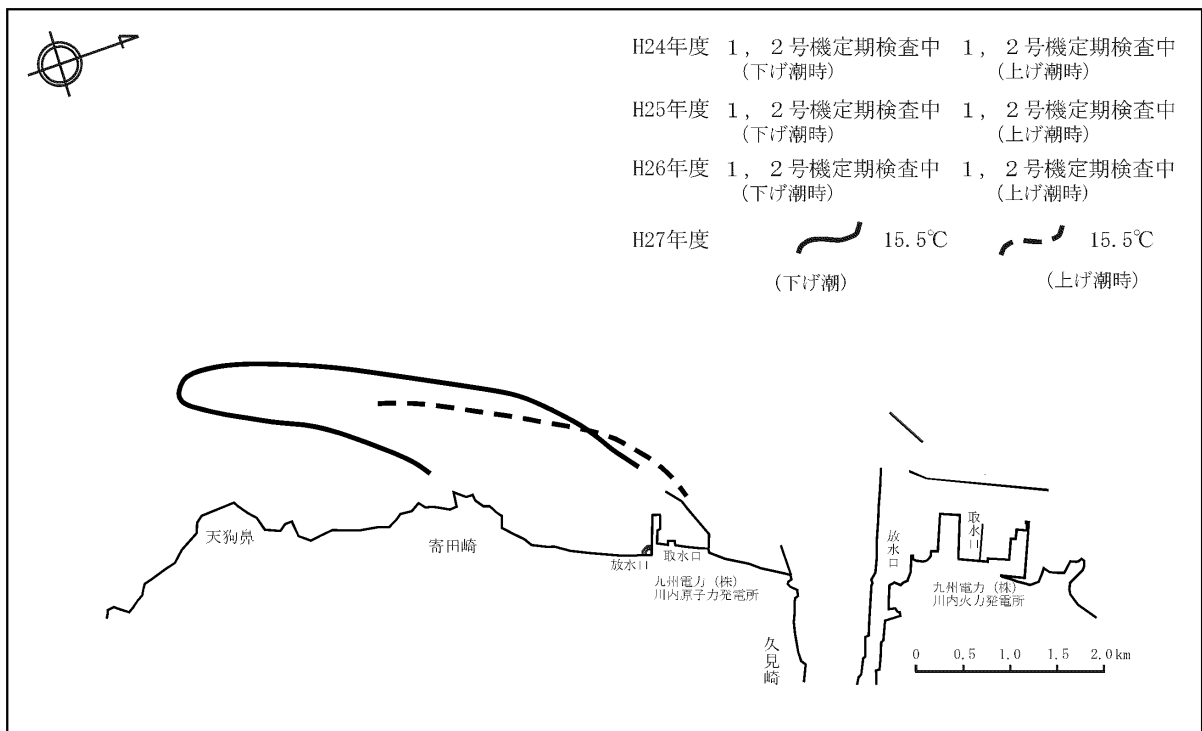 H24年度 1, 2号機定期検査中 1, 2号機定期検査中
(下げ潮時) (上げ潮時)
H25年度 1, 2号機定期検査中 1, 2号機定期検査中
(下げ潮時) (上げ潮時)
H26年度 1, 2号機定期検査中 1, 2号機定期検査中
(下げ潮時) (上げ潮時)
H27年度 15.5℃ 15.5℃
(下げ潮) (上げ潮時)
天狗鼻
寄田崎
放水口
取水口
九州電力(株)
川内原子力発電所
久見崎
放水口
取水口
九州電力(株)
川内火力発電所
0 0.5 1.0 1.5 2.0km